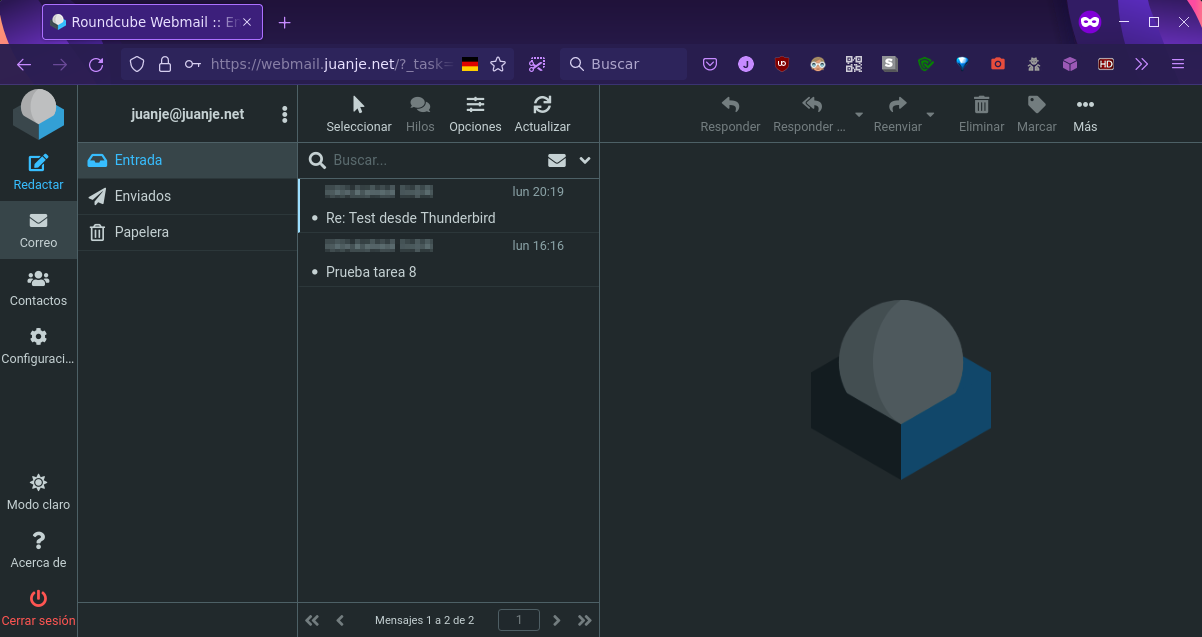 Roundcube Webmail :: En
https://webmail.juanje.net/?_task=
Buscar
J
UD
S
HD
juanje@juanje.net
Seleccionar
Hilos
Opciones
Actualizar
Responder
Responder ...
Reenviar
Eliminar
Marcar
Más
Redactar
Correo
Contactos
Configuraci...
Modo claro
Acerca de
Cerrar sesión
Entrada
Enviados
Papelera
Buscar...
lun 20:19
Re: Test desde Thunderbird
lun 16:16
Prueba tarea 8
Mensajes 1 a 2 de 2
1